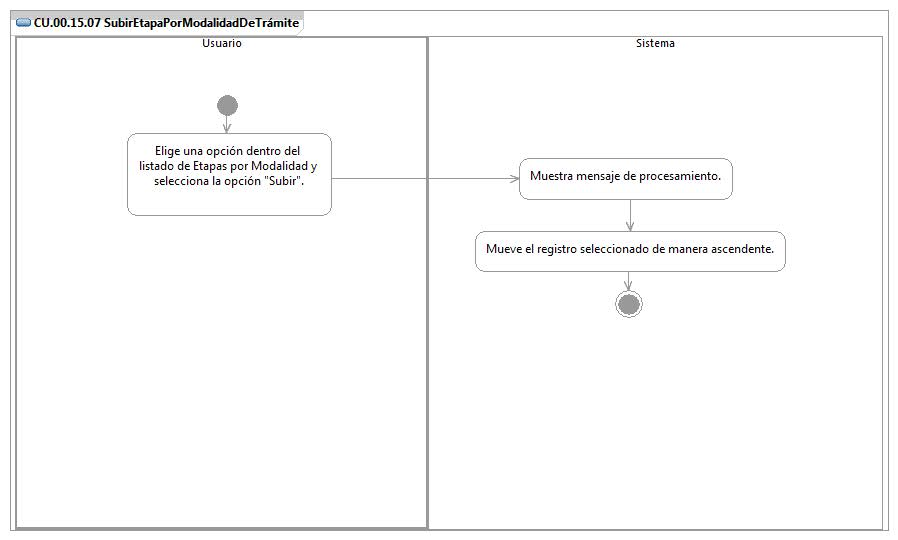 CU.00.15.07 SubirEtapaPorModalidadDeTrámite
Usuario
Sistema
Elige una opción dentro del
listado de Etapas por Modalidad y
selecciona la opción "Subir".
Muestra mensaje de procesamiento.
Mueve el registro seleccionado de manera ascendente.